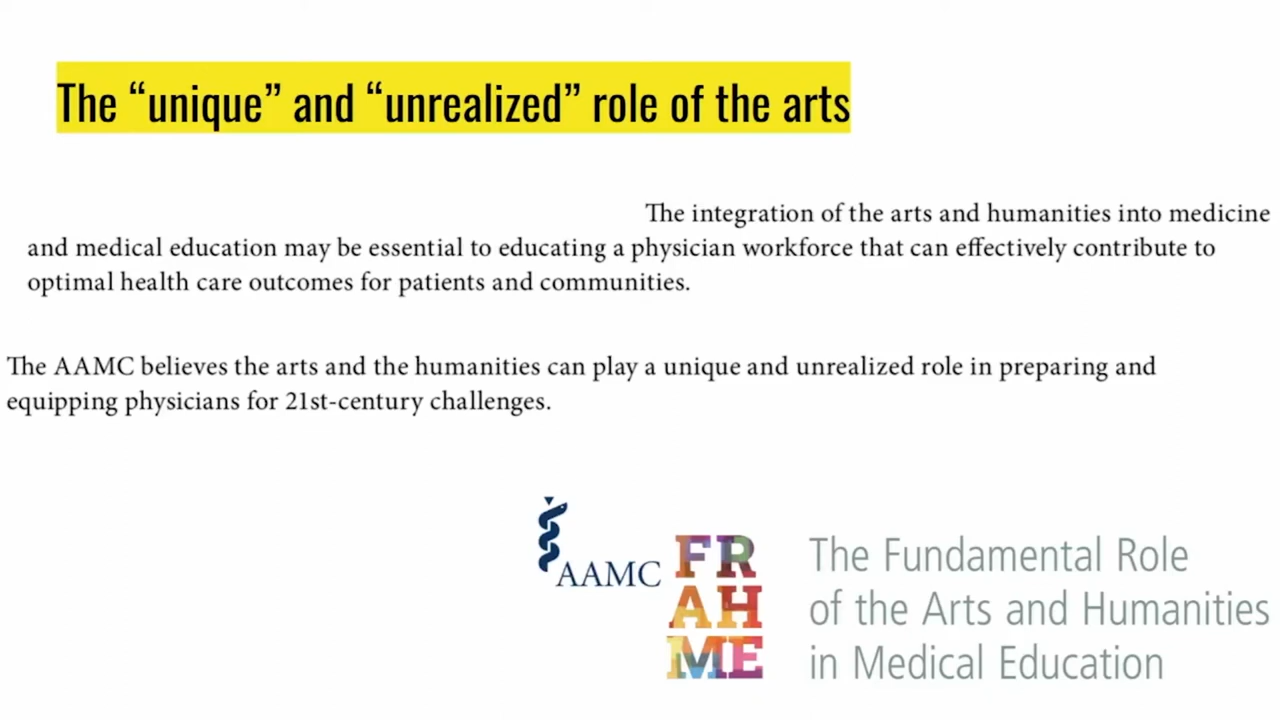 The “unique” and “unrealized” role of the arts
The integration of the arts and humanities into medicine
and medical education may be essential to educating a physician workforce that can effectively contribute to
optimal health care outcomes for patients and communities.
The AAMC believes the arts and the humanities can play a unique and unrealized role in preparing and
equipping physicians for 21st-century challenges.
AAMC
FR
AH
ME
The Fundamental Role
of the Arts and Humanities
in Medical Education